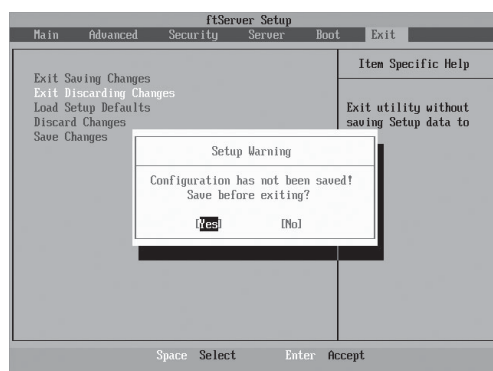 ftServer Setup
Main Advanced Security Server Boot Exit
Item Specific Help
Exit Saving Changes
Exit Discarding Changes
Load Setup Defaults
Discard Changes
Save Changes
Exit utility without
saving Setup data to
Setup Warning
Configuration has not been saved!
Save before exiting?
[Yes] [No]
Space Select Enter Accept